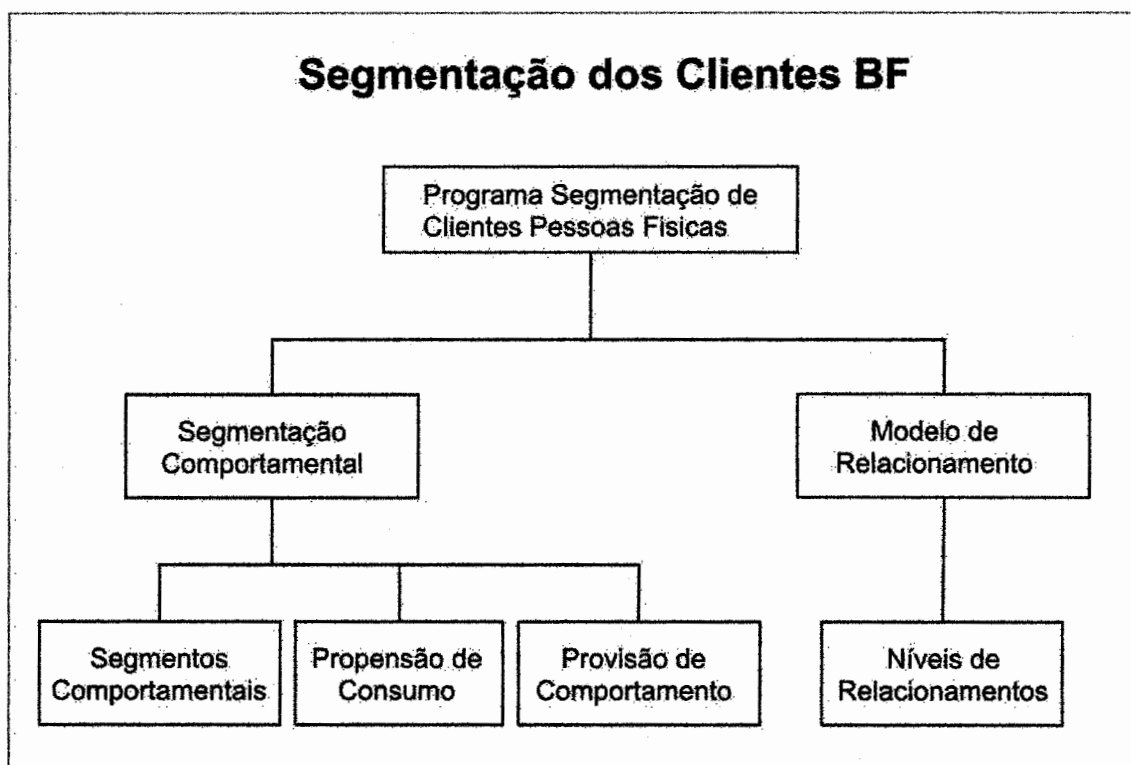 Segmentação dos Clientes BF
Programa Segmentação de
Clientes Pessoas Físicas
Segmentação
Comportamental
Modelo de
Relacionamento
Segmentos
Comportamentais
Propensão de
Consumo
Provisão de
Comportamento
Níveis de
Relacionamentos